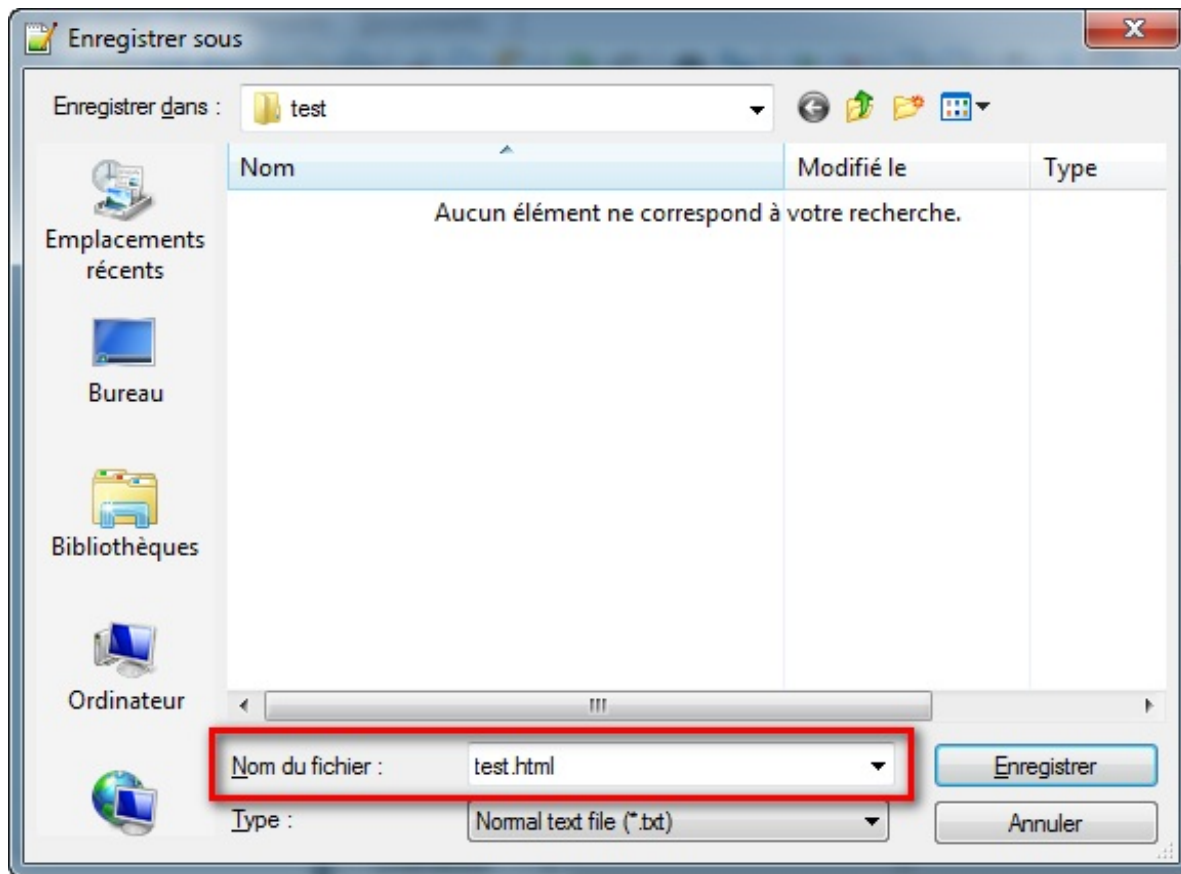 Enregistrer sous
Enregistrer dans :
test
Nom Modifié le Type
Aucun élément ne correspond à votre recherche.
Emplacements
récents
Bureau
Bibliothèques
Ordinateur
Nom du fichier : test.html Enregistrer
Type : Normal text file (*.txt) Annuler